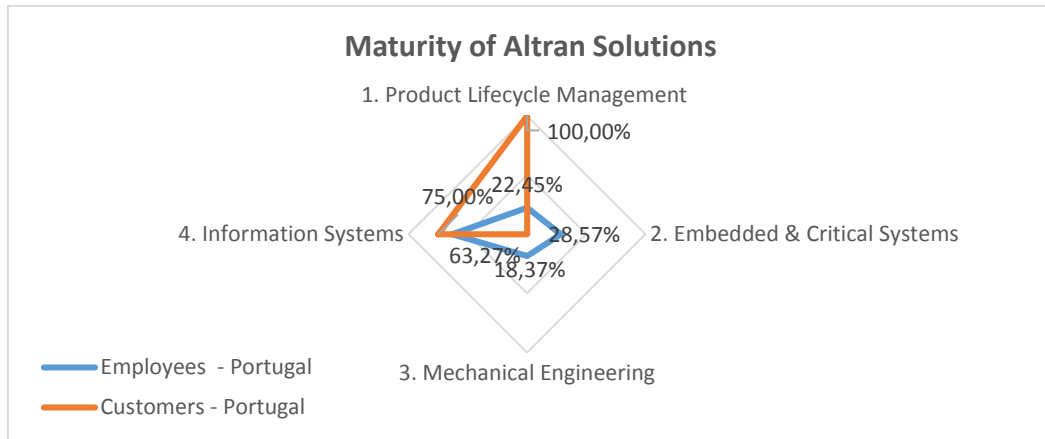 Maturity of Altran Solutions
1. Product Lifecycle Management
100,00%
22,45%
75,00%
4. Information Systems
28,57%
2. Embedded & Critical Systems
63,27%
18,37%
3. Mechanical Engineering
Employees - Portugal
Customers - Portugal